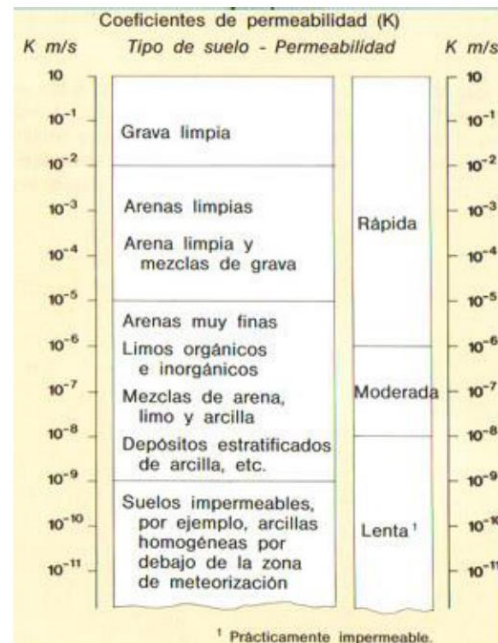 Coeficientes de permeabilidad (K)
K m/s Tipo de suelo - Permeabilidad K m/s
10 10
10⁻¹ 10⁻¹
Grava limpia
10⁻² 10⁻²
Arenas limpias
10⁻³ 10⁻³
Rápida
Arena limpia y
mezclas de grava
10⁻⁴ 10⁻⁴
10⁻⁵ 10⁻⁵
Arenas muy finas
10⁻⁶ 10⁻⁶
Limos orgánicos
e inorgánicos
10⁻⁷ Moderada 10⁻⁷
Mezclas de arena,
limo y arcilla
10⁻⁸ 10⁻⁸
Depósitos estratificados
de arcilla, etc.
10⁻⁹ 10⁻⁹
Suelos impermeables,
por ejemplo, arcillas
10⁻¹⁰ homogéneas por Lenta ¹ 10⁻¹⁰
debajo de la zona
10⁻¹¹ de meteorización 10⁻¹¹
¹ Prácticamente impermeable.